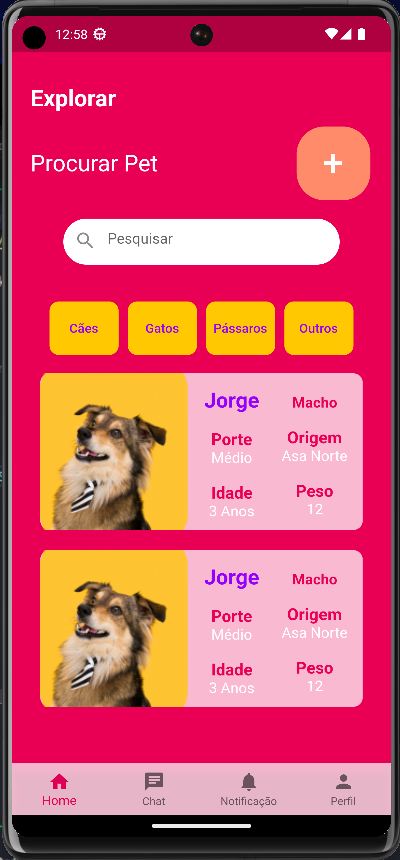 12:58
Explorar
Procurar Pet
+
Pesquisar
Cães Gatos Pássaros Outros
Jorge Macho
Porte Origem
Médio Asa Norte
Idade Peso
3 Anos 12
Jorge Macho
Porte Origem
Médio Asa Norte
Idade Peso
3 Anos 12
Home Chat Notificação Perfil